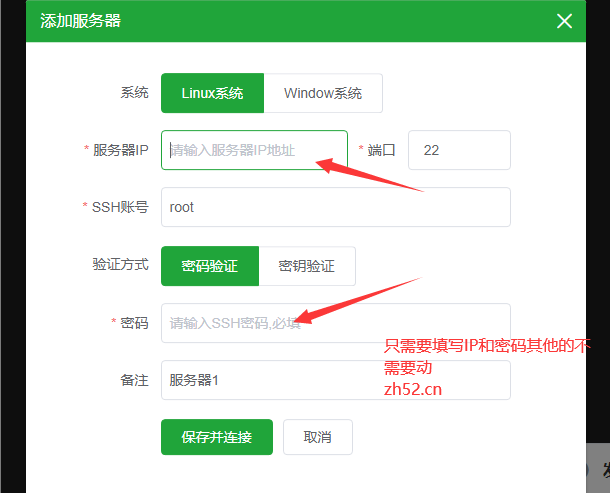 添加服务器
系统 Linux系统 Window系统
* 服务器IP 请输入服务器IP地址 * 端口 22
* SSH账号 root
验证方式 密码验证 密钥验证
* 密码 请输入SSH密码,必填
只需要填写IP和密码其他的不
需要动
zh52.cn
备注 服务器1
保存并连接 取消